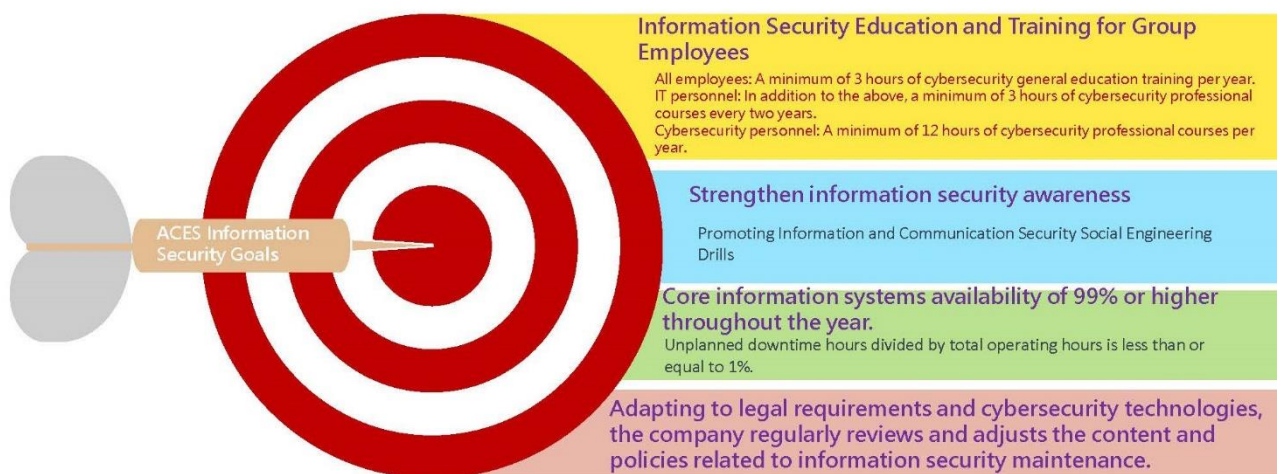 Information Security Education and Training for Group
Employees
All employees: A minimum of 3 hours of cybersecurity general education training per year.
IT personnel: In addition to the above, a minimum of 3 hours of cybersecurity professional
courses every two years.
Cybersecurity personnel: A minimum of 12 hours of cybersecurity professional courses per
year.
Strengthen information security awareness
Promoting Information and Communication Security Social Engineering
Drills
ACES Information
Security Goals
Core information systems availability of 99% or higher
throughout the year.
Unplanned downtime hours divided by total operating hours is less than or
equal to 1%.
Adapting to legal requirements and cybersecurity technologies,
the company regularly reviews and adjusts the content and
policies related to information security maintenance.